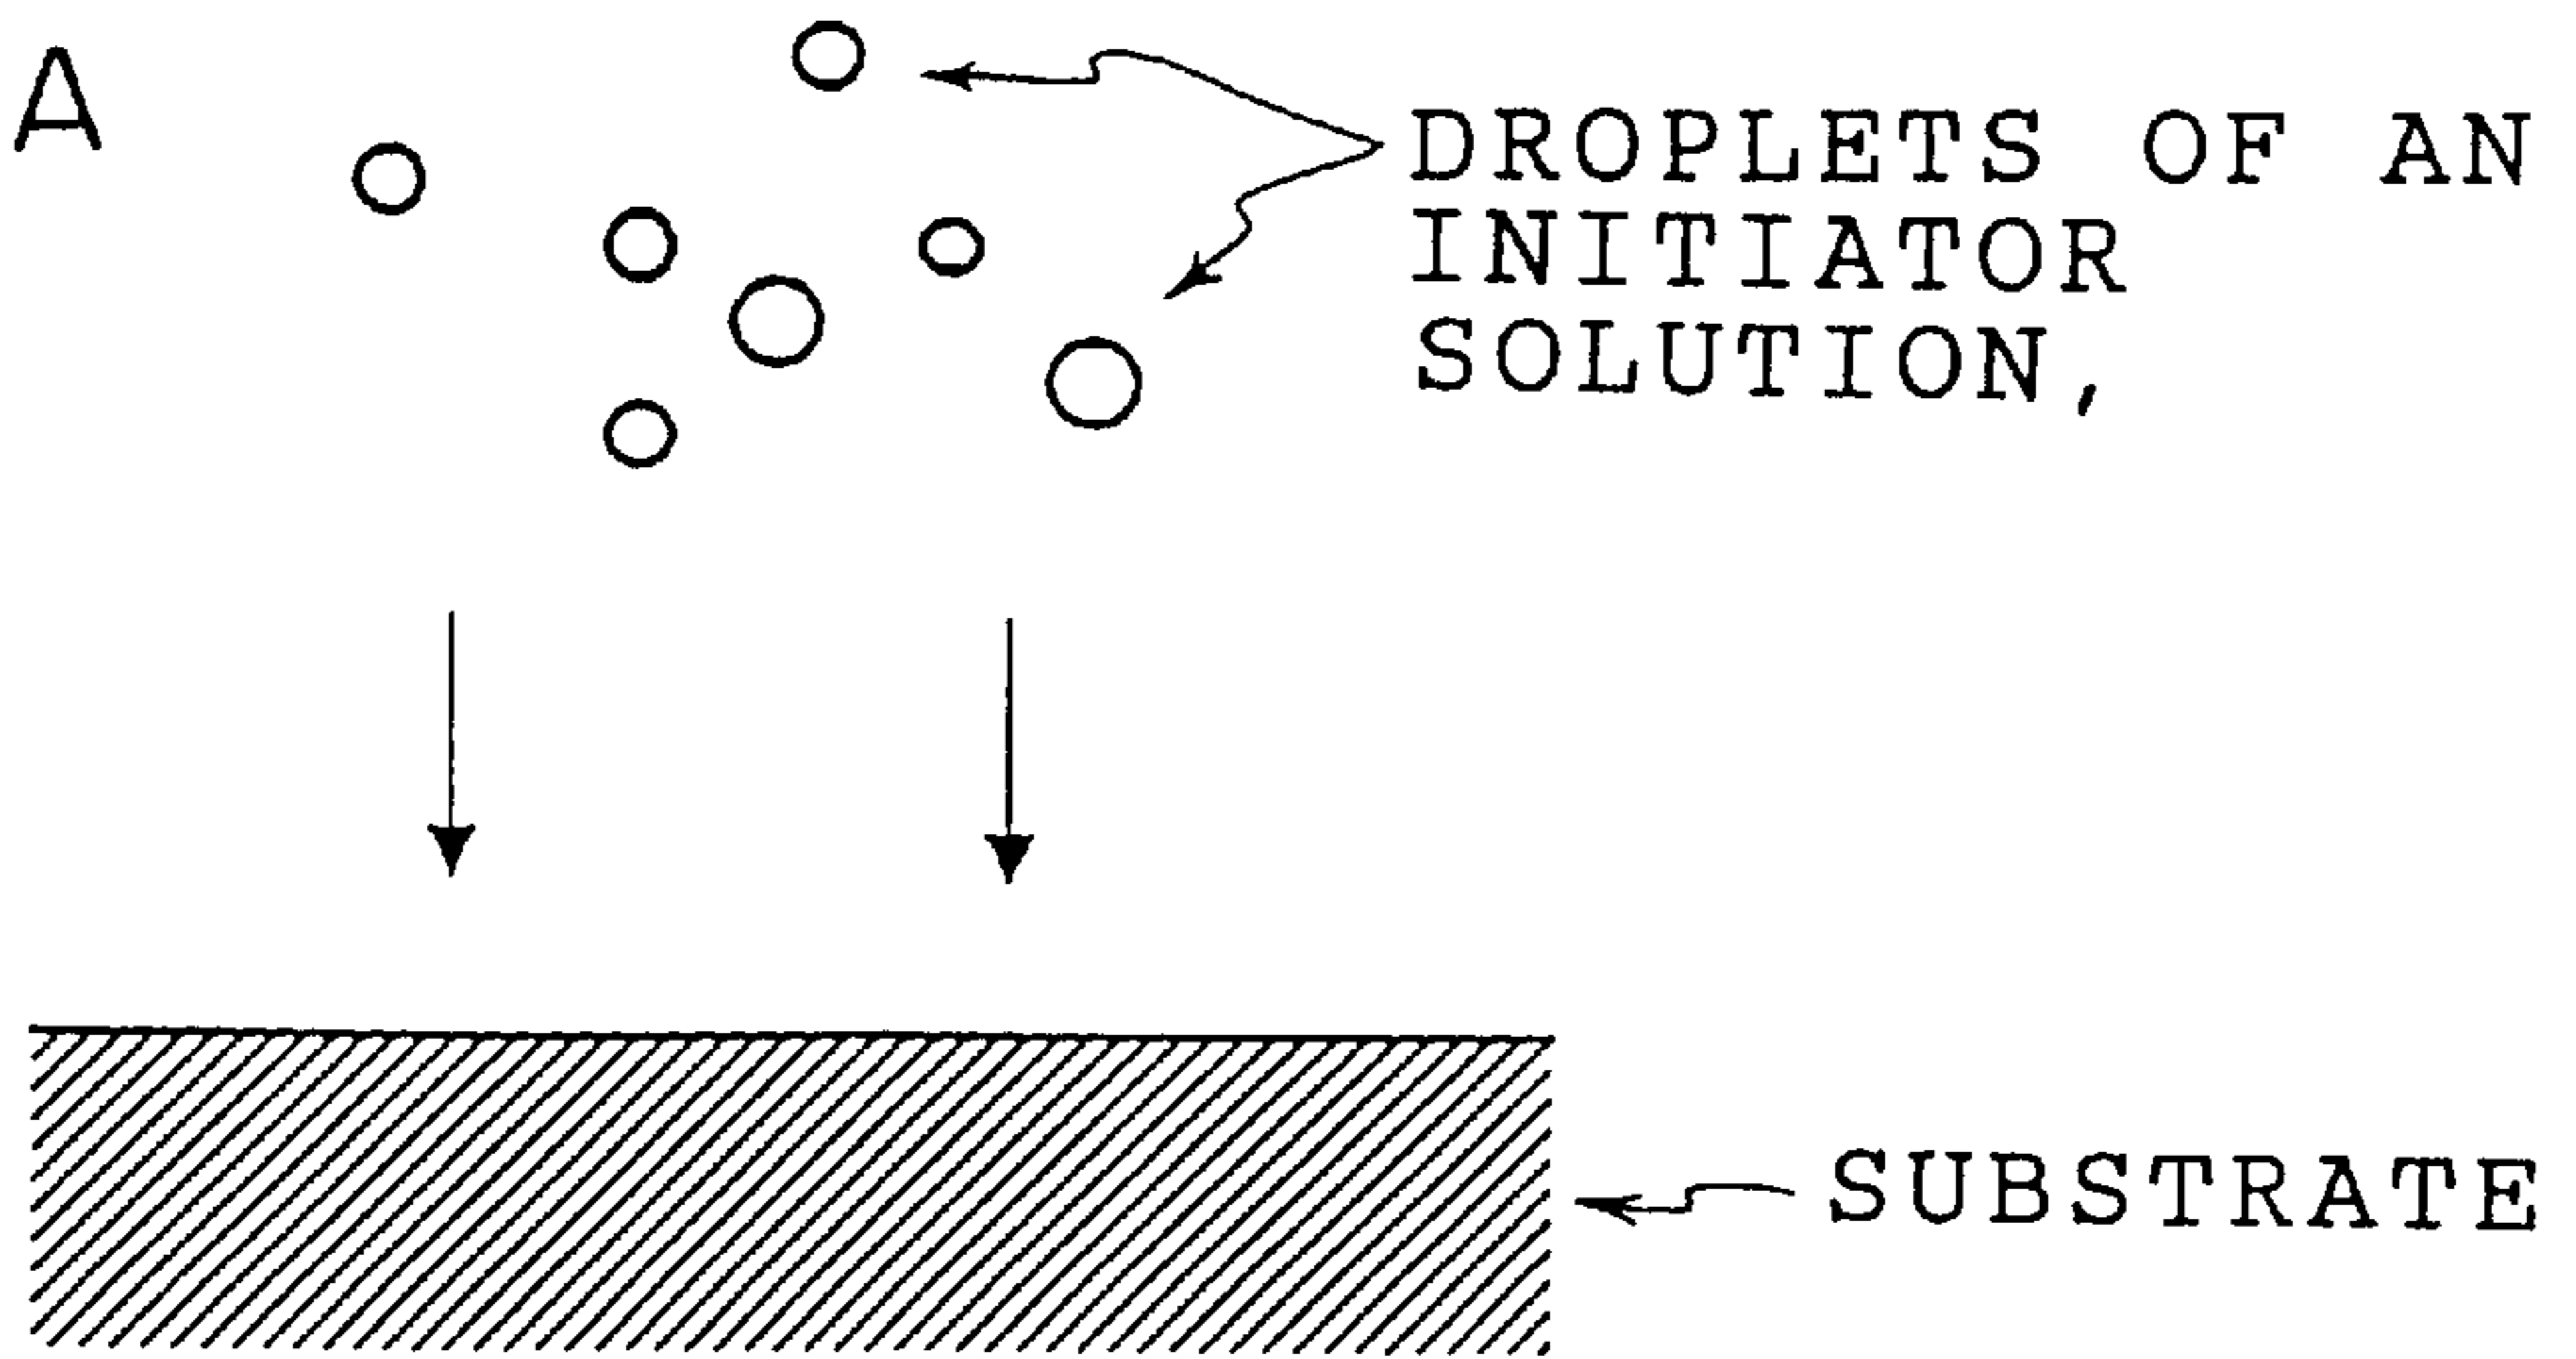 A
DROPLETS OF AN
INITIATOR
SOLUTION,
SUBSTRATE